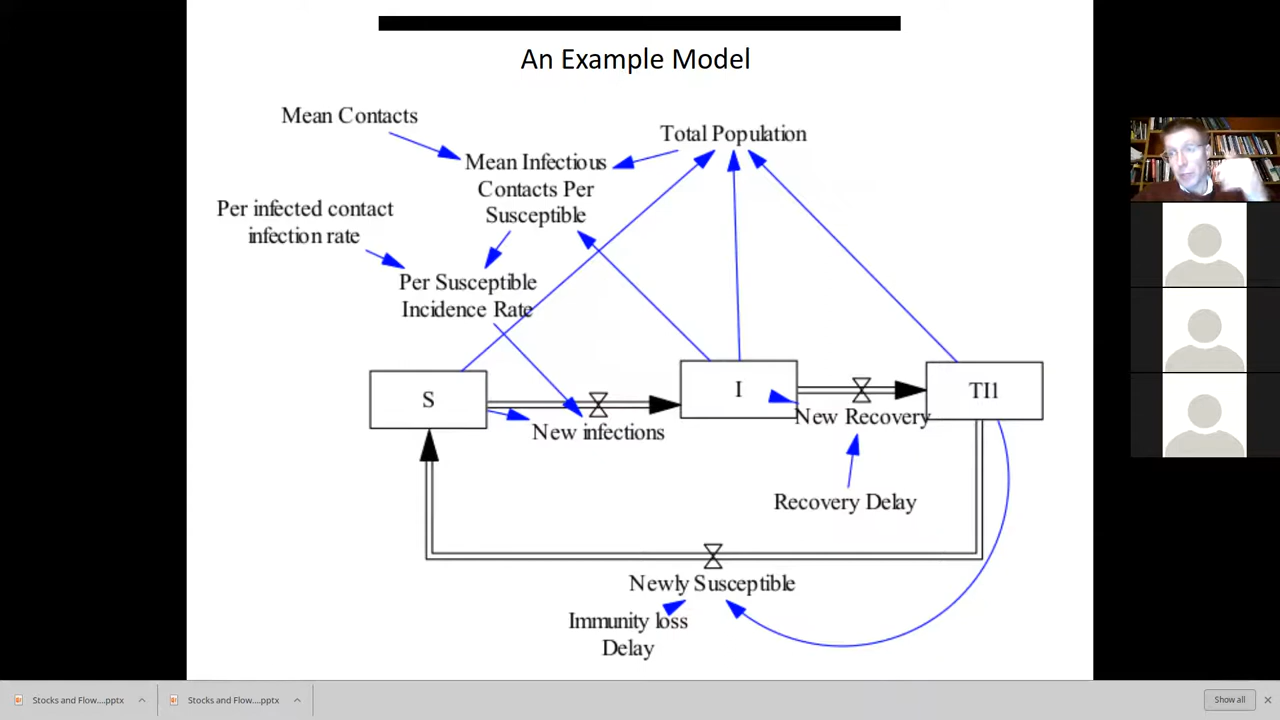 An Example Model
Mean Contacts
Total Population
Mean Infectious
Contacts Per
Susceptible
Per infected contact
infection rate
Per Susceptible
Incidence Rate
S
I
TI1
New infections
New Recovery
Recovery Delay
Newly Susceptible
Immunity loss
Delay
Stocks and Flow....pptx
Stocks and Flow....pptx
Show all